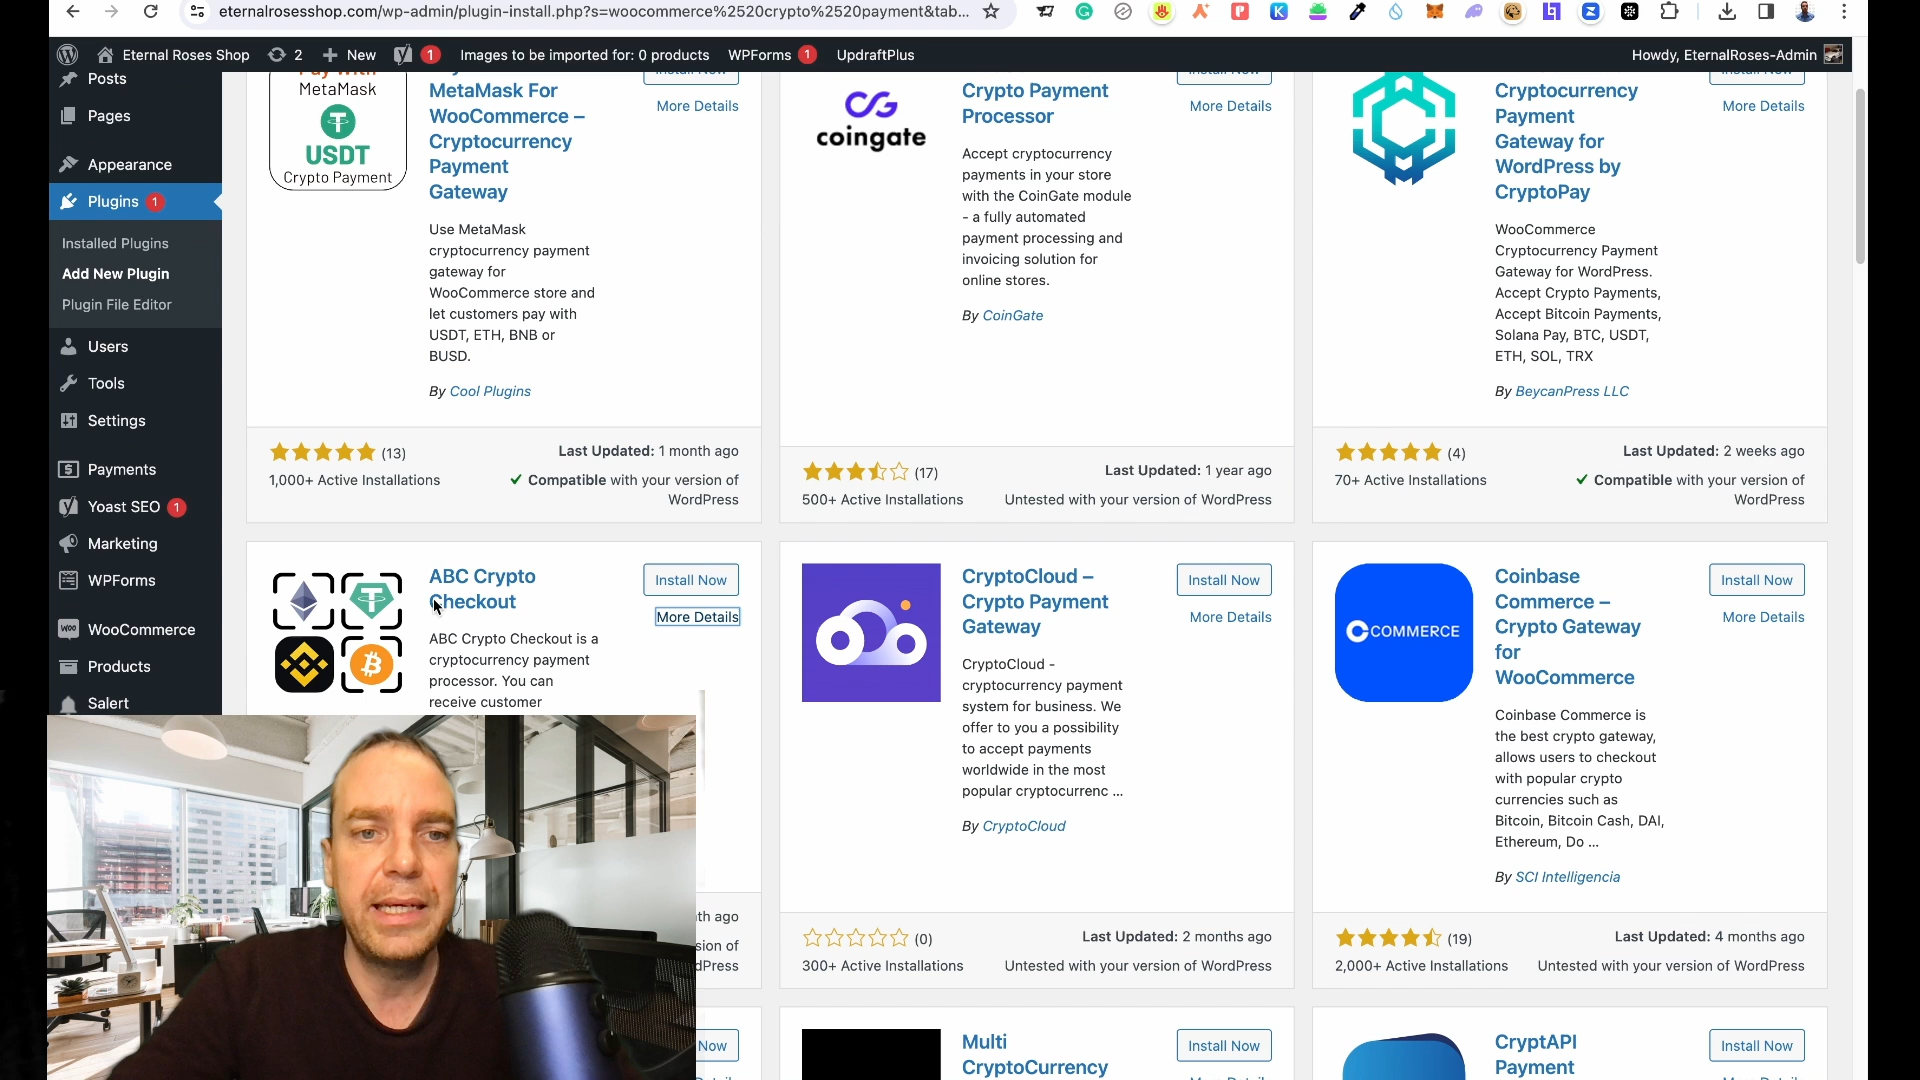 eternalrosesshop.com/wp-admin/plugin-install.php?s=woocommerce%2520crypto%2520payment&tab...
Eternal Roses Shop
2
New
1
Images to be imported for: 0 products
WPForms 1
UpdraftPlus
Howdy, EternalRoses-Admin
Posts
Pages
Appearance
Plugins 1
Installed Plugins
Add New Plugin
Plugin File Editor
Users
Tools
Settings
Payments
Yoast SEO 1
Marketing
WPForms
WooCommerce
Products
Salert
Pay With
MetaMask
USDT
Crypto Payment
MetaMask For
WooCommerce –
Cryptocurrency
Payment
Gateway
Install Now
More Details
Use MetaMask
cryptocurrency payment
gateway for
WooCommerce store and
let customers pay with
USDT, ETH, BNB or
BUSD.
By Cool Plugins
(13)
1,000+ Active Installations
Last Updated: 1 month ago
Compatible with your version of
WordPress
coingate
Crypto Payment
Processor
Install Now
More Details
Accept cryptocurrency
payments in your store
with the CoinGate module
- a fully automated
payment processing and
invoicing solution for
online stores.
By CoinGate
(17)
500+ Active Installations
Last Updated: 1 year ago
Untested with your version of WordPress
Cryptocurrency
Payment
Gateway for
WordPress by
CryptoPay
Install Now
More Details
WooCommerce
Cryptocurrency Payment
Gateway for WordPress.
Accept Crypto Payments,
Accept Bitcoin Payments,
Solana Pay, BTC, USDT,
ETH, SOL, TRX
By BeycanPress LLC
(4)
70+ Active Installations
Last Updated: 2 weeks ago
Compatible with your version of
WordPress
ABC Crypto
Checkout
Install Now
More Details
ABC Crypto Checkout is a
cryptocurrency payment
processor. You can
receive customer
th ago
sion of
dPress
CryptoCloud –
Crypto Payment
Gateway
Install Now
More Details
CryptoCloud -
cryptocurrency payment
system for business. We
offer to you a possibility
to accept payments
worldwide in the most
popular cryptocurrenc ...
By CryptoCloud
(0)
300+ Active Installations
Last Updated: 2 months ago
Untested with your version of WordPress
COMMERCE
Coinbase
Commerce –
Crypto Gateway
for
WooCommerce
Install Now
More Details
Coinbase Commerce is
the best crypto gateway,
allows users to checkout
with popular crypto
currencies such as
Bitcoin, Bitcoin Cash, DAI,
Ethereum, Do ...
By SCI Intelligencia
(19)
2,000+ Active Installations
Last Updated: 4 months ago
Untested with your version of WordPress
Now
Multi
CryptoCurrency
Install Now
CryptAPI
Payment
Install Now